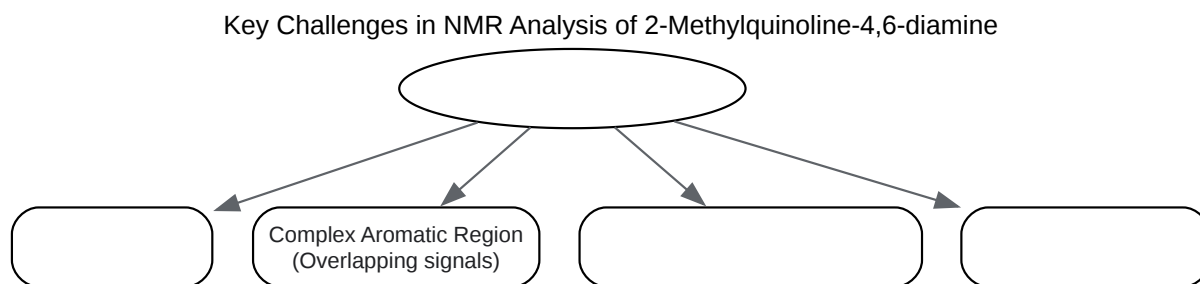 Key Challenges in NMR Analysis of 2-Methylquinoline-4,6-diamine
Complex Aromatic Region
(Overlapping signals)